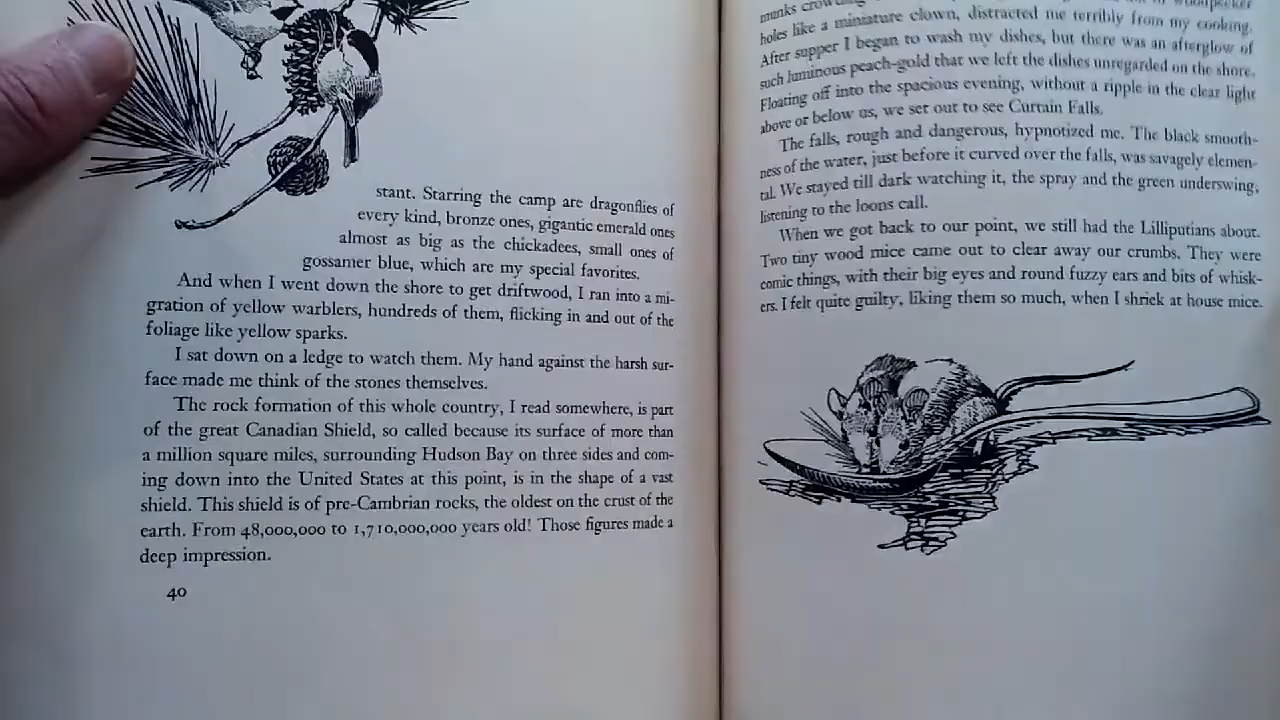 stant. Starring the camp are dragonflies of
every kind, bronze ones, gigantic emerald ones
almost as big as the chickadees, small ones of
gossamer blue, which are my special favorites.
And when I went down the shore to get driftwood, I ran into a mi-
gration of yellow warblers, hundreds of them, flicking in and out of the
foliage like yellow sparks.
I sat down on a ledge to watch them. My hand against the harsh sur-
face made me think of the stones themselves.
The rock formation of this whole country, I read somewhere, is part
of the great Canadian Shield, so called because its surface of more than
a million square miles, surrounding Hudson Bay on three sides and com-
ing down into the United States at this point, is in the shape of a vast
shield. This shield is of pre-Cambrian rocks, the oldest on the crust of the
earth. From 48,000,000 to 1,710,000,000 years old! Those figures made a
deep impression.
40
woodpecker
holes like a miniature clown, distracted me terribly from my cooking.
After supper I began to wash my dishes, but there was an afterglow of
such luminous peach-gold that we left the dishes unregarded on the shore.
Floating off into the spacious evening, without a ripple in the clear light
above or below us, we set out to see Curtain Falls.
The falls, rough and dangerous, hypnotized me. The black smooth-
ness of the water, just before it curved over the falls, was savagely elemen-
tal. We stayed till dark watching it, the spray and the green underswing,
listening to the loons call.
When we got back to our point, we still had the Lilliputians about.
Two tiny wood mice came out to clear away our crumbs. They were
comic things, with their big eyes and round fuzzy ears and bits of whisk-
ers. I felt quite guilty, liking them so much, when I shriek at house mice.